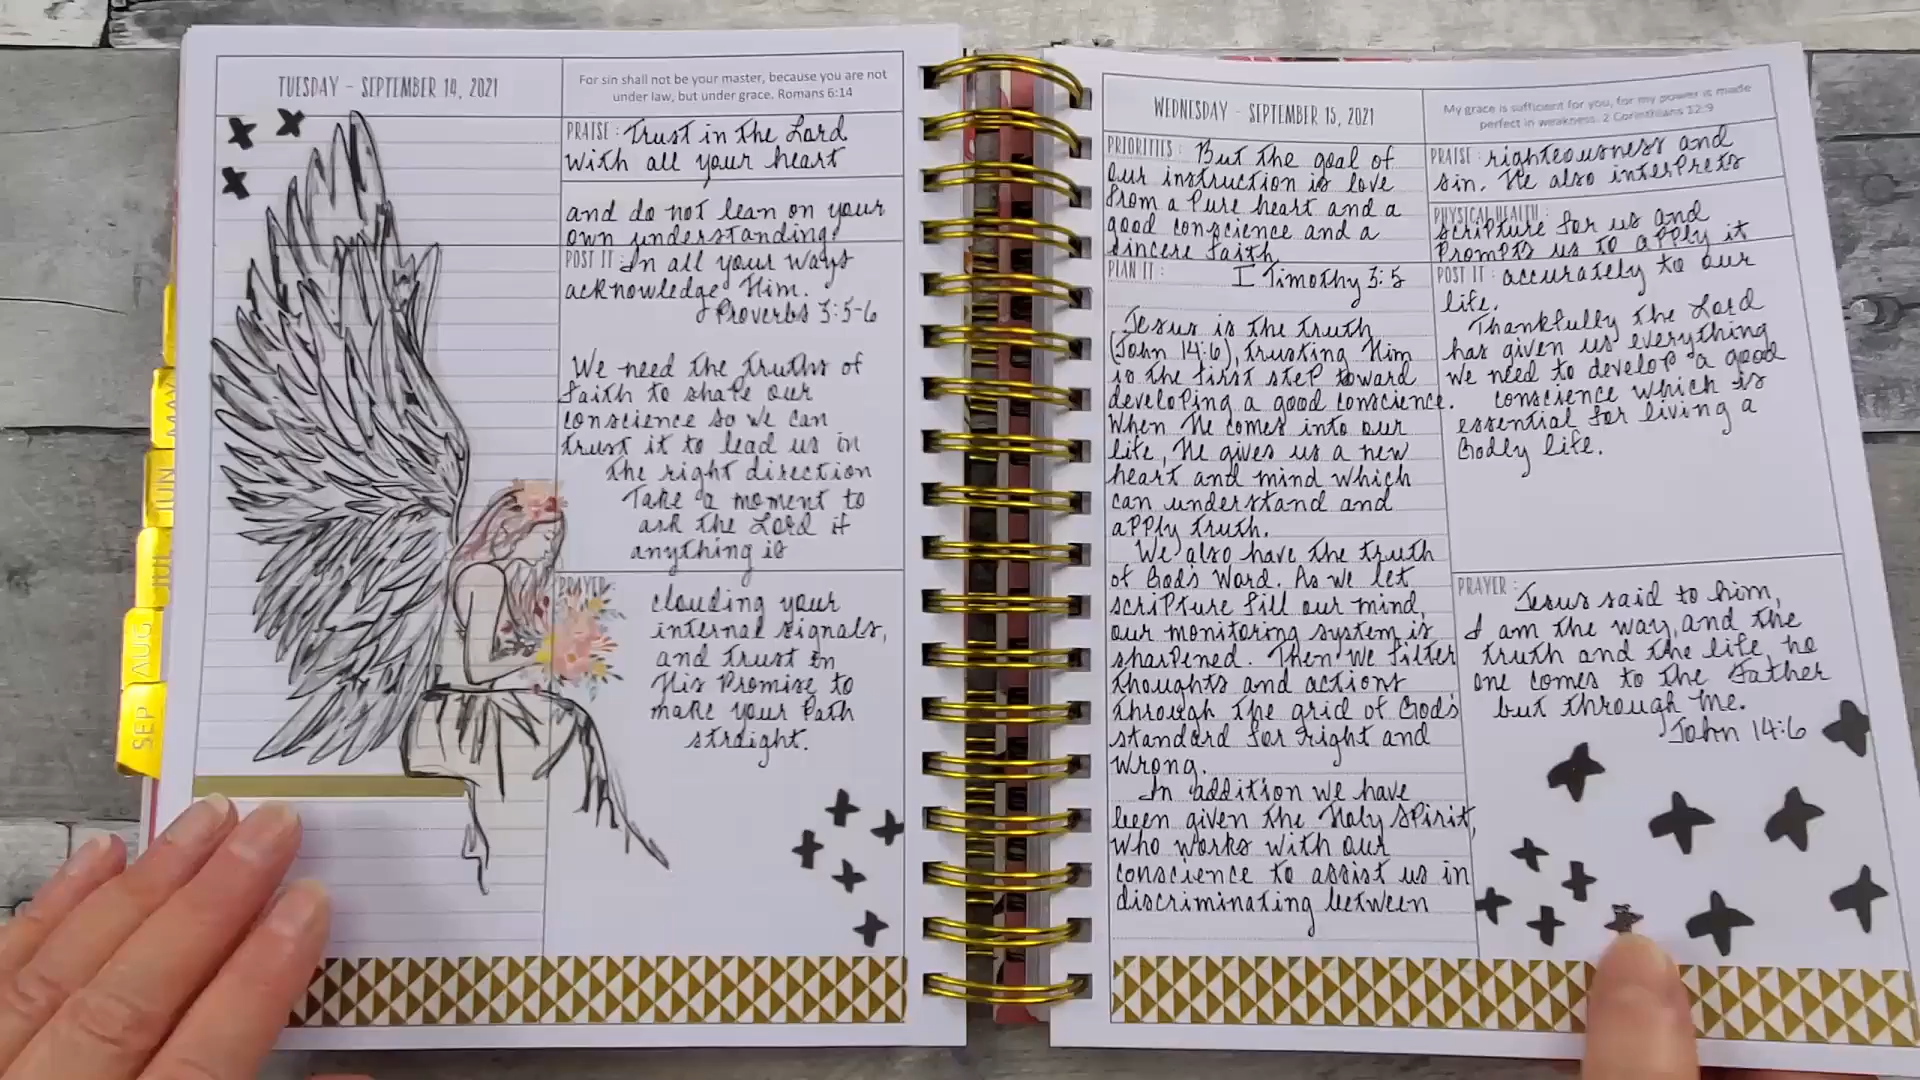 TUESDAY - SEPTEMBER 14, 2021
For sin shall not be your master, because you are not
under law, but under grace. Romans 6:14
PRAISE: Trust in the Lord
with all your heart
and do not lean on your
own understanding.
POST IT: In all your ways
acknowledge Him.
Proverbs 3:5-6
We need the truths of
faith to shape our
conscience so we can
trust it to lead us in
the right direction
Take a moment to
ask the Lord if
anything is
PRAYER
clouding your
internal signals,
and trust in
His promise to
make your path
straight.
MAY
JUN
JUL
AUG
SEP
WEDNESDAY - SEPTEMBER 15, 2021
My grace is sufficient for you, for my power is made
perfect in weakness. 2 Corinthians 12:9
PRIORITIES: But the goal of
our instruction is love
from a pure heart and a
good conscience and a
sincere faith
PLAN IT:
I Timothy 3:5
Jesus is the truth
(John 14:6), trusting Him
is the first step toward
developing a good conscience.
When He comes into our
life, He gives us a new
heart and mind which
can understand and
apply truth.
We also have the truth
of God's Word. As we let
scripture fill our mind,
our monitoring system is
sharpened. Then we filter
thoughts and actions
through the grid of God's
standard for right and
wrong.
In addition we have
been given the Holy Spirit,
who works with our
conscience to assist us in
discriminating between
PRAISE: righteousness and
sin. He also interprets
PHYSICAL HEALTH:
scripture for us and
prompts us to apply it
POST IT: accurately to our
life.
Thankfully the Lord
has given us everything
we need to develop a good
conscience which is
essential for living a
Godly life.
PRAYER: Jesus said to him,
I am the way, and the
truth and the life, no
one comes to the Father
but through me.
John 14:6